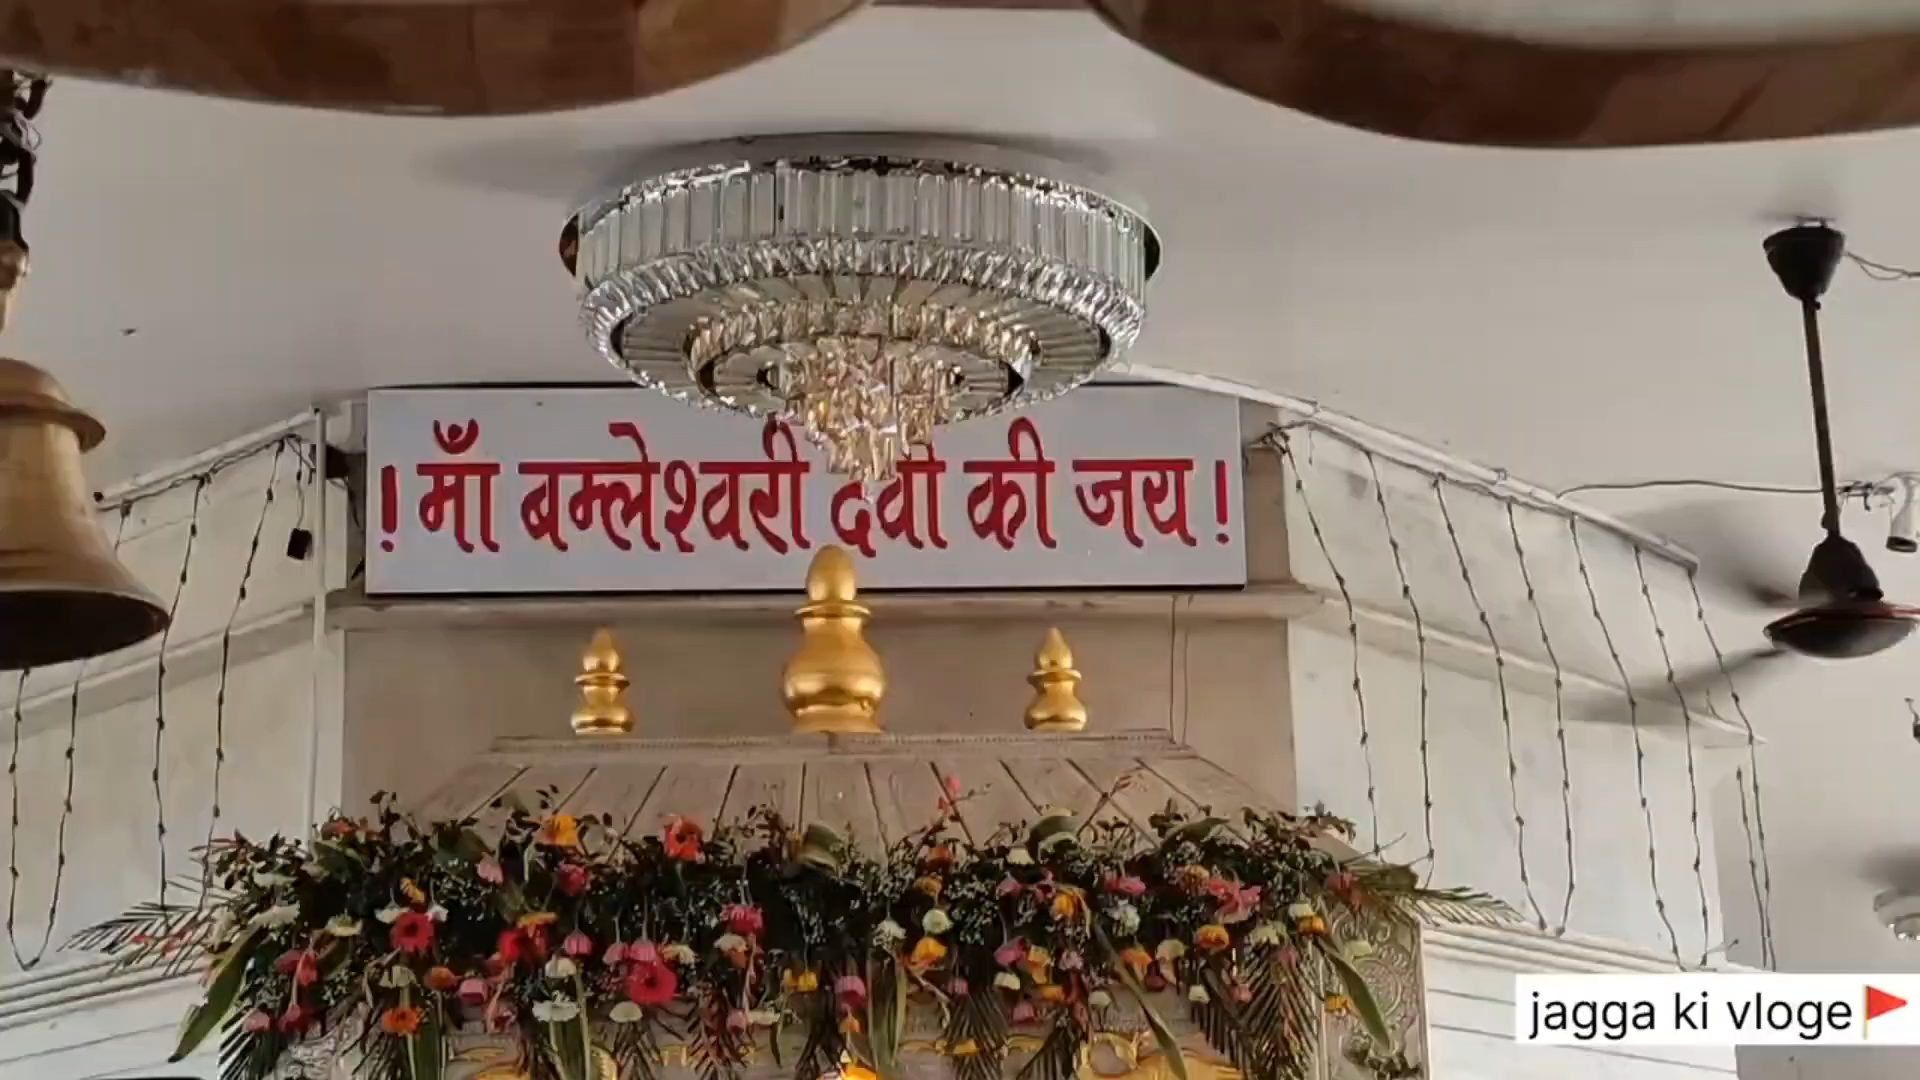 ! माँ बम्लेश्वरी देवी की जय !
jagga ki vloge